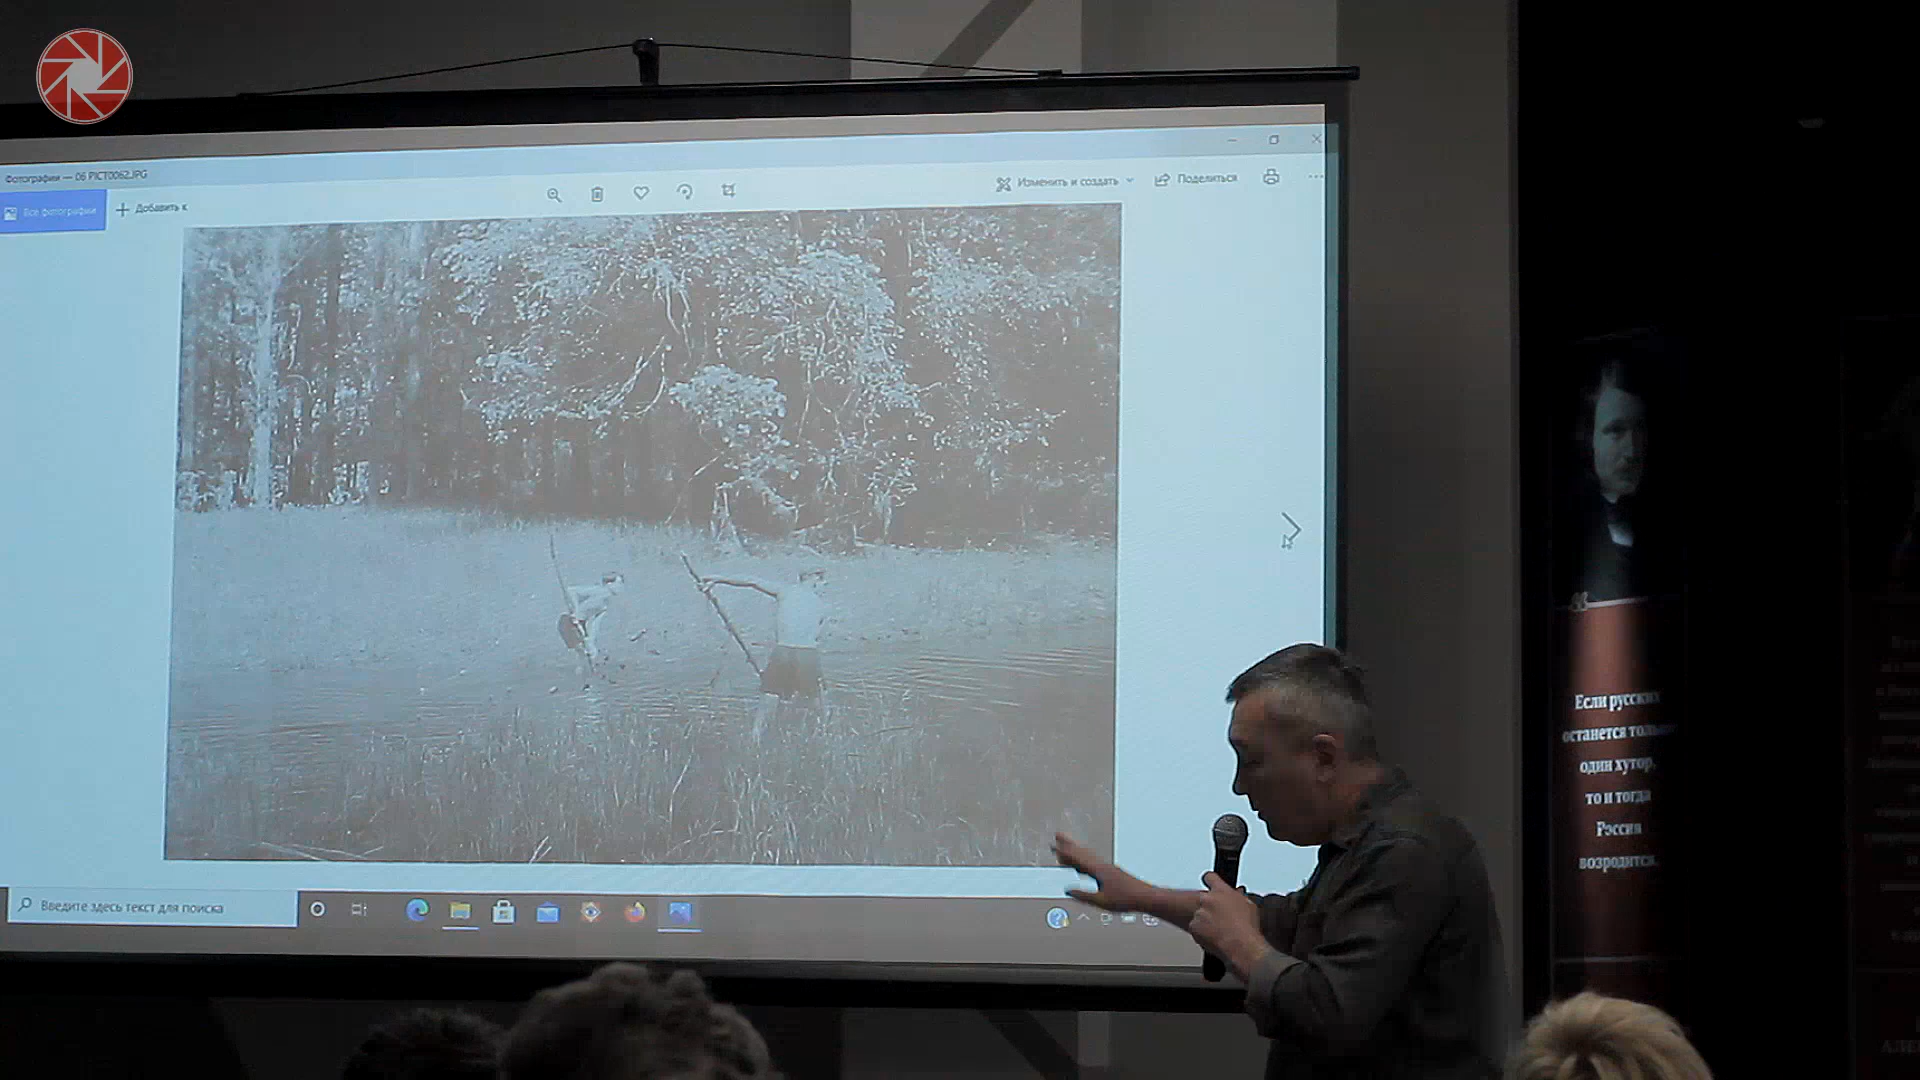 Фотографии — 06 PICT0062.JPG
Все фотографии
Добавить к
Изменить и создать
Поделиться
Введите здесь текст для поиска
Если русских
останется только
один хутор,
то и тогда
Рэссия
возродится.